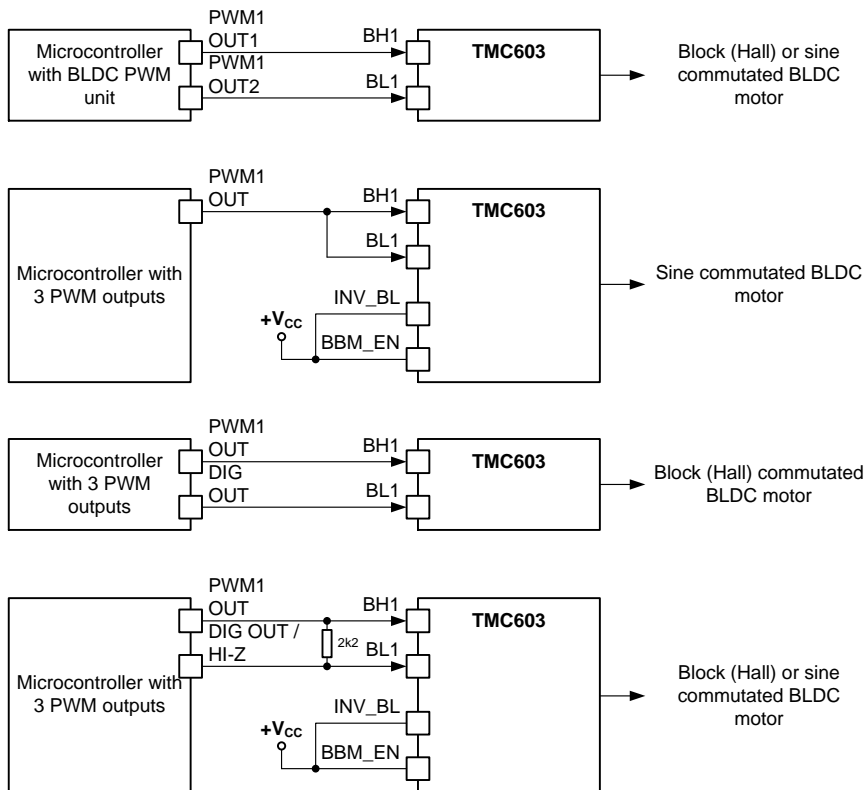 PWM1
OUT1
PWM1
OUT2
Microcontroller
with BLDC PWM
unit
BH1
BL1
TMC603
Block (Hall) or sine
commutated BLDC
motor
PWM1
OUT
BH1
BL1
TMC603
Microcontroller with
3 PWM outputs
INV_BL
+VCC
BBM_EN
Sine commutated BLDC
motor
PWM1
OUT
DIG
OUT
Microcontroller
with 3 PWM
outputs
BH1
BL1
TMC603
Block (Hall) commutated
BLDC motor
PWM1
OUT
DIG OUT /
HI-Z
2k2
BH1
BL1
TMC603
Microcontroller with
3 PWM outputs
INV_BL
+VCC
BBM_EN
Block (Hall) or sine
commutated BLDC
motor